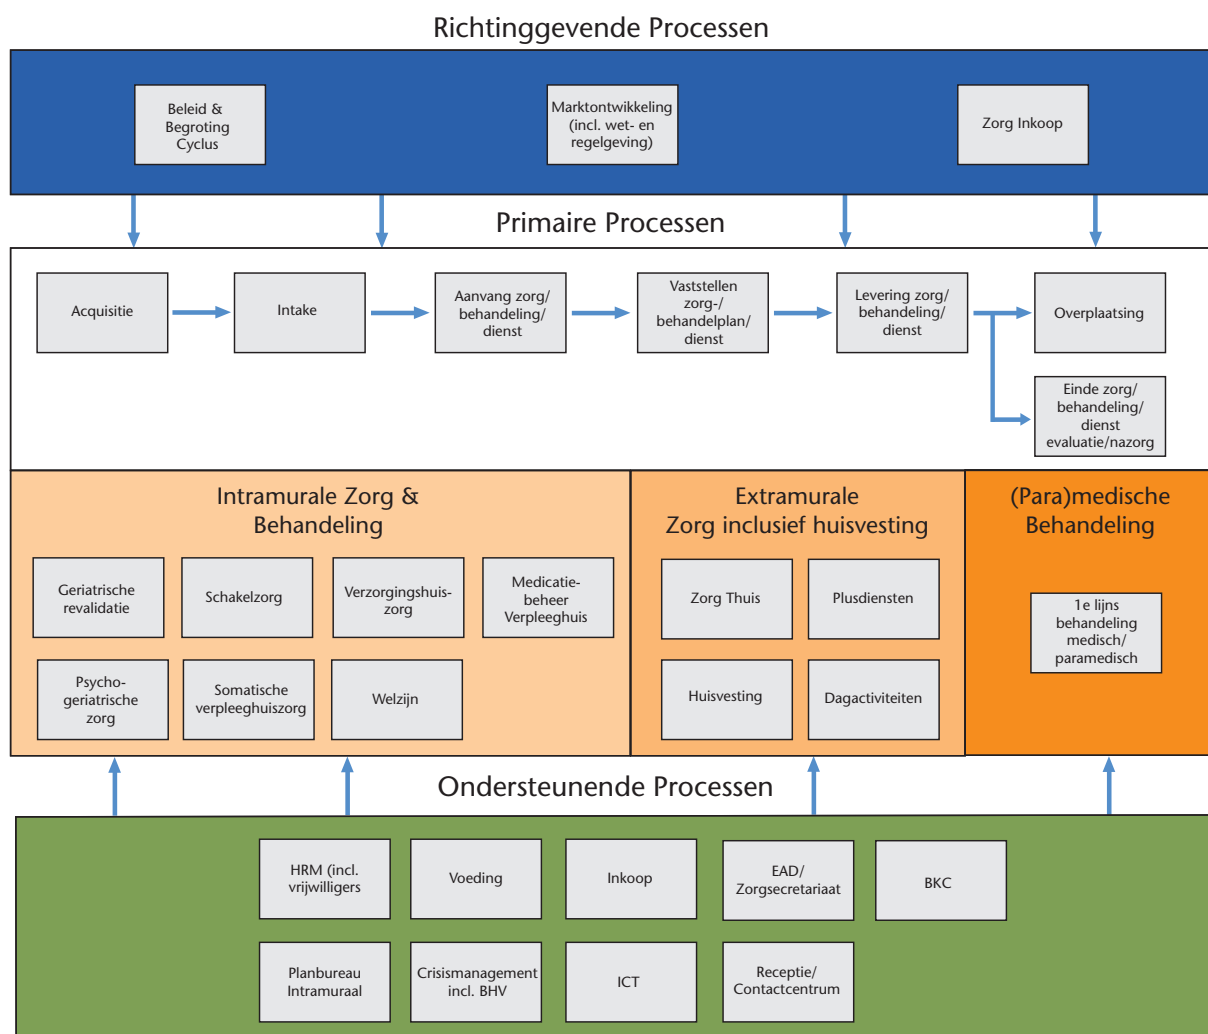 Richtinggevende Processen
Beleid &
Begroting
Cyclus
Marktontwikkeling
(incl. wet- en
regelgeving)
Zorg Inkoop
Primaire Processen
Acquisitie
Intake
Aanvang zorg/
behandeling/
dienst
Vaststellen
zorg-/
behandelplan/
dienst
Levering zorg/
behandeling/
dienst
Overplaatsing
Einde zorg/
behandeling/
dienst
evaluatie/nazorg
Intramurale Zorg &
Behandeling
Geriatrische
revalidatie
Schakelzorg
Verzorgingshuis-
zorg
Medicatie-
beheer
Verpleeghuis
Psycho-
geriatrische
zorg
Somatische
verpleeghuiszorg
Welzijn
Extramurale
Zorg inclusief huisvesting
Zorg Thuis
Plusdiensten
Huisvesting
Dagactiviteiten
(Para)medische
Behandeling
1e lijns
behandeling
medisch/
paramedisch
Ondersteunende Processen
HRM (incl.
vrijwilligers
Voeding
Inkoop
EAD/
Zorgsecretariaat
BKC
Planbureau
Intramuraal
Crisismanagement
incl. BHV
ICT
Receptie/
Contactcentrum